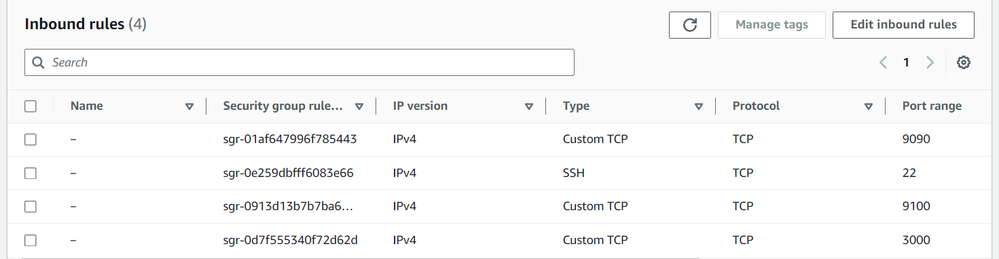 Inbound rules (4) Manage tags Edit inbound rules
Search 1
Name Security group rule... IP version Type Protocol Port range
– sgr-01af647996f785443 IPv4 Custom TCP TCP 9090
– sgr-0e259dbfff6083e66 IPv4 SSH TCP 22
– sgr-0913d13b7b7ba6... IPv4 Custom TCP TCP 9100
– sgr-0d7f555340f72d62d IPv4 Custom TCP TCP 3000